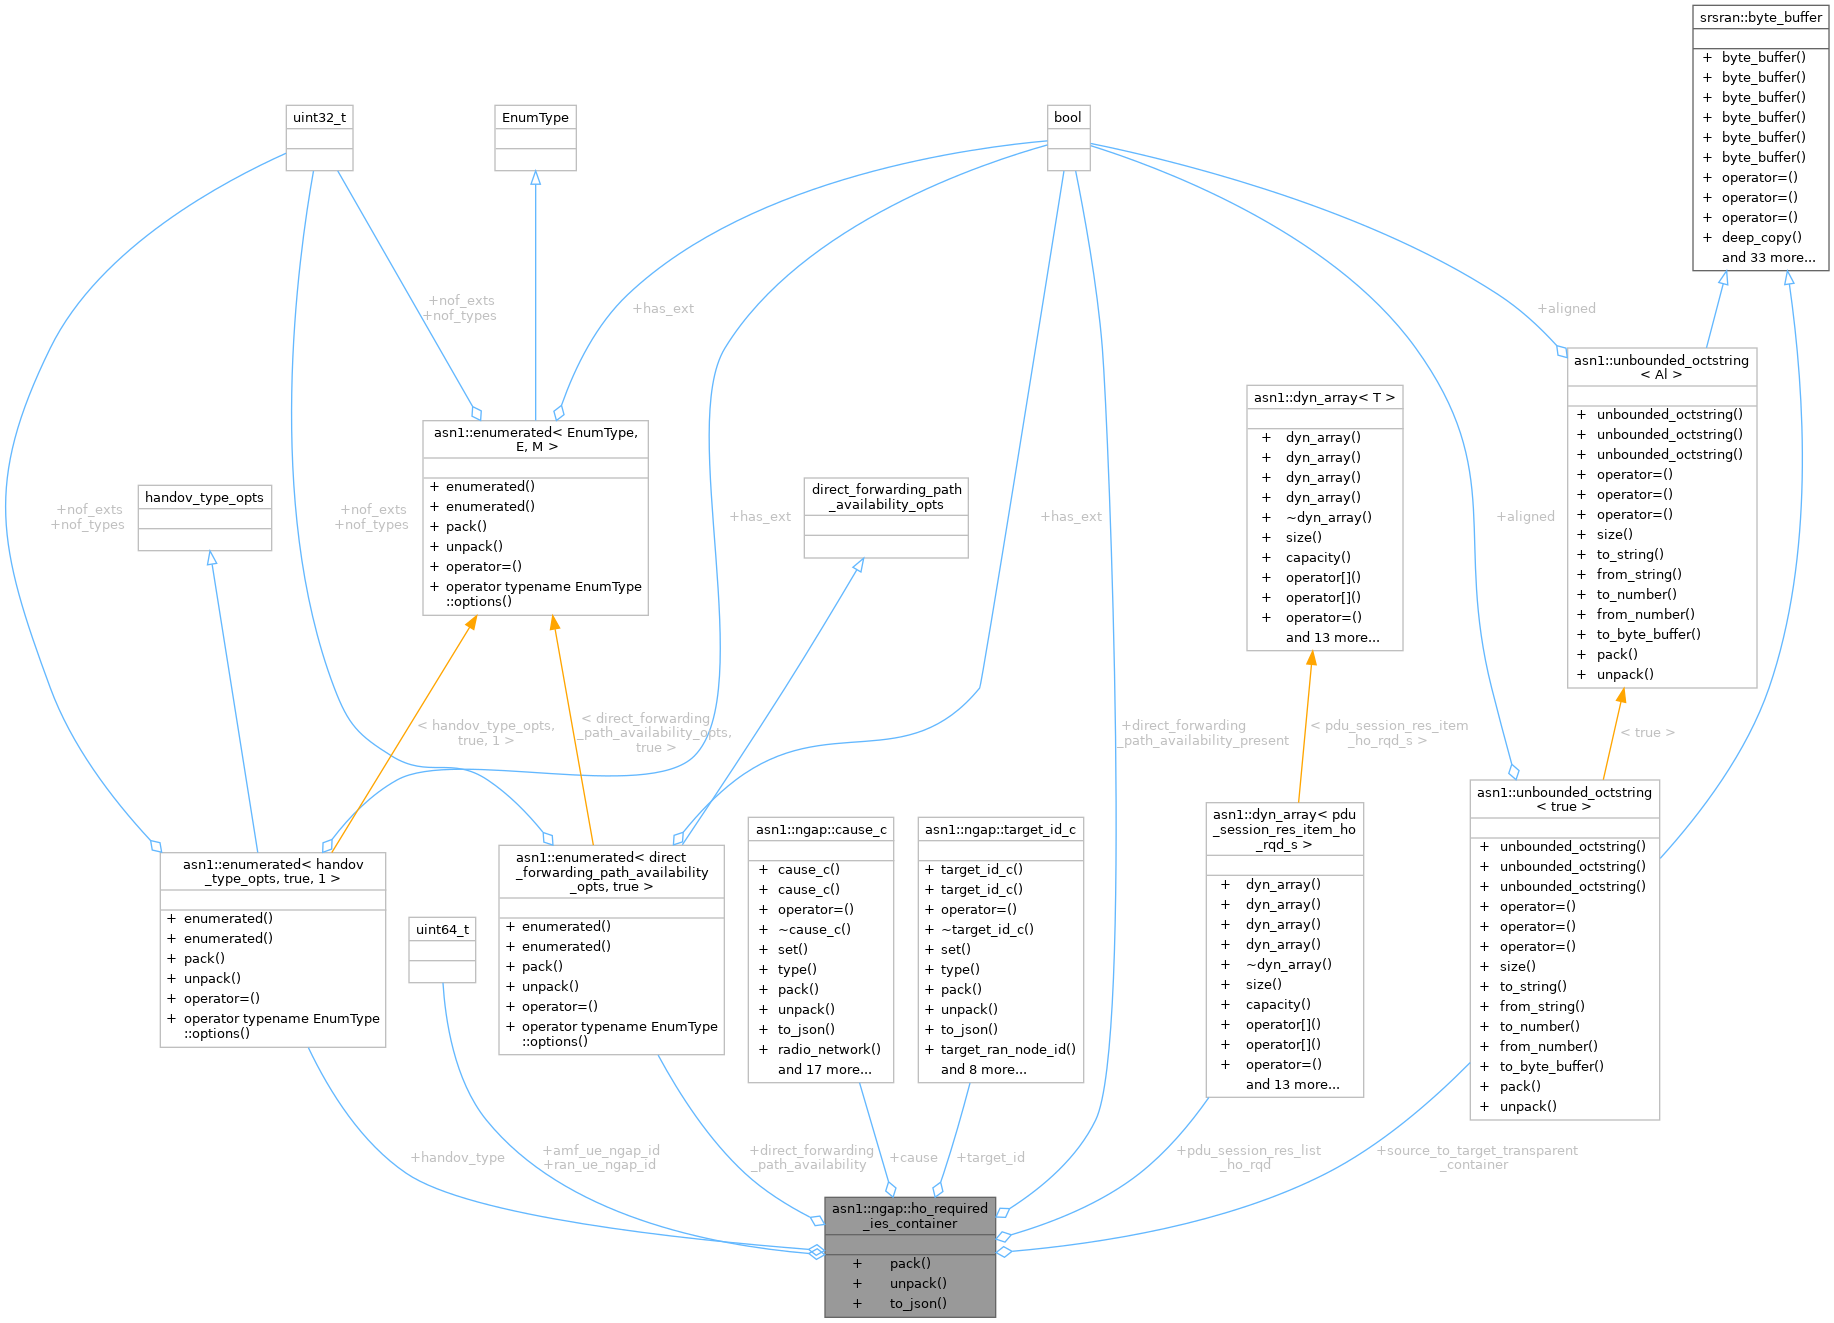 srsran::byte_buffer
+ byte_buffer()
+ byte_buffer()
+ byte_buffer()
+ byte_buffer()
+ byte_buffer()
+ byte_buffer()
+ operator=()
+ operator=()
+ operator=()
+ deep_copy()
and 33 more...
uint32_t
EnumType
bool
+nof_exts
+nof_types
+has_ext
+aligned
asn1::unbounded_octstring
< Al >
+ unbounded_octstring()
+ unbounded_octstring()
+ unbounded_octstring()
+ operator=()
+ operator=()
+ operator=()
+ size()
+ to_string()
+ from_string()
+ to_number()
+ from_number()
+ to_byte_buffer()
+ pack()
+ unpack()
asn1::dyn_array< T >
+ dyn_array()
+ dyn_array()
+ dyn_array()
+ dyn_array()
+ ~dyn_array()
+ size()
+ capacity()
+ operator[]()
+ operator[]()
+ operator=()
and 13 more...
asn1::enumerated< EnumType,
E, M >
+ enumerated()
+ enumerated()
+ pack()
+ unpack()
+ operator=()
+ operator typename EnumType
::options()
handov_type_opts
direct_forwarding_path
_availability_opts
+nof_exts
+nof_types
+nof_exts
+nof_types
+has_ext
+has_ext
+aligned
< handov_type_opts,
true, 1 >
< direct_forwarding
_path_availability_opts,
true >
+direct_forwarding
_path_availability_present
< pdu_session_res_item
_ho_rqd_s >
< true >
asn1::enumerated< handov
_type_opts, true, 1 >
+ enumerated()
+ enumerated()
+ pack()
+ unpack()
+ operator=()
+ operator typename EnumType
::options()
uint64_t
asn1::enumerated< direct
_forwarding_path_availability
_opts, true >
+ enumerated()
+ enumerated()
+ pack()
+ unpack()
+ operator=()
+ operator typename EnumType
::options()
asn1::ngap::cause_c
+ cause_c()
+ cause_c()
+ operator=()
+ ~cause_c()
+ set()
+ type()
+ pack()
+ unpack()
+ to_json()
+ radio_network()
and 17 more...
asn1::ngap::target_id_c
+ target_id_c()
+ target_id_c()
+ operator=()
+ ~target_id_c()
+ set()
+ type()
+ pack()
+ unpack()
+ to_json()
+ target_ran_node_id()
and 8 more...
asn1::dyn_array< pdu
_session_res_item_ho
_rqd_s >
+ dyn_array()
+ dyn_array()
+ dyn_array()
+ dyn_array()
+ ~dyn_array()
+ size()
+ capacity()
+ operator[]()
+ operator[]()
+ operator=()
and 13 more...
asn1::unbounded_octstring
< true >
+ unbounded_octstring()
+ unbounded_octstring()
+ unbounded_octstring()
+ operator=()
+ operator=()
+ operator=()
+ size()
+ to_string()
+ from_string()
+ to_number()
+ from_number()
+ to_byte_buffer()
+ pack()
+ unpack()
+handov_type
+amf_ue_ngap_id
+ran_ue_ngap_id
+direct_forwarding
_path_availability
+cause
+target_id
+pdu_session_res_list
_ho_rqd
+source_to_target_transparent
_container
asn1::ngap::ho_required
_ies_container
+ pack()
+ unpack()
+ to_json()